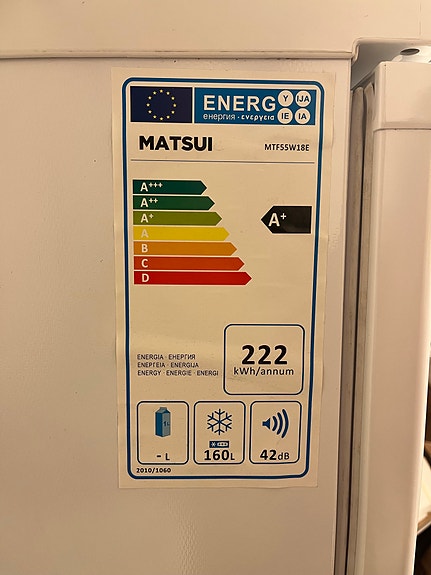 ENERG Y IJA
енергия · ενεργεια IE IA
MATSUI MTF55W18E
A+++
A++
A+
A
B
C
D
A+
ENERGIA · ЕНЕРГИЯ
ΕΝΕΡΓΕΙΑ · ENERGIJA
ENERGY · ENERGIE · ENERGI
222
kWh/annum
- L
160L
42dB
2010/1060